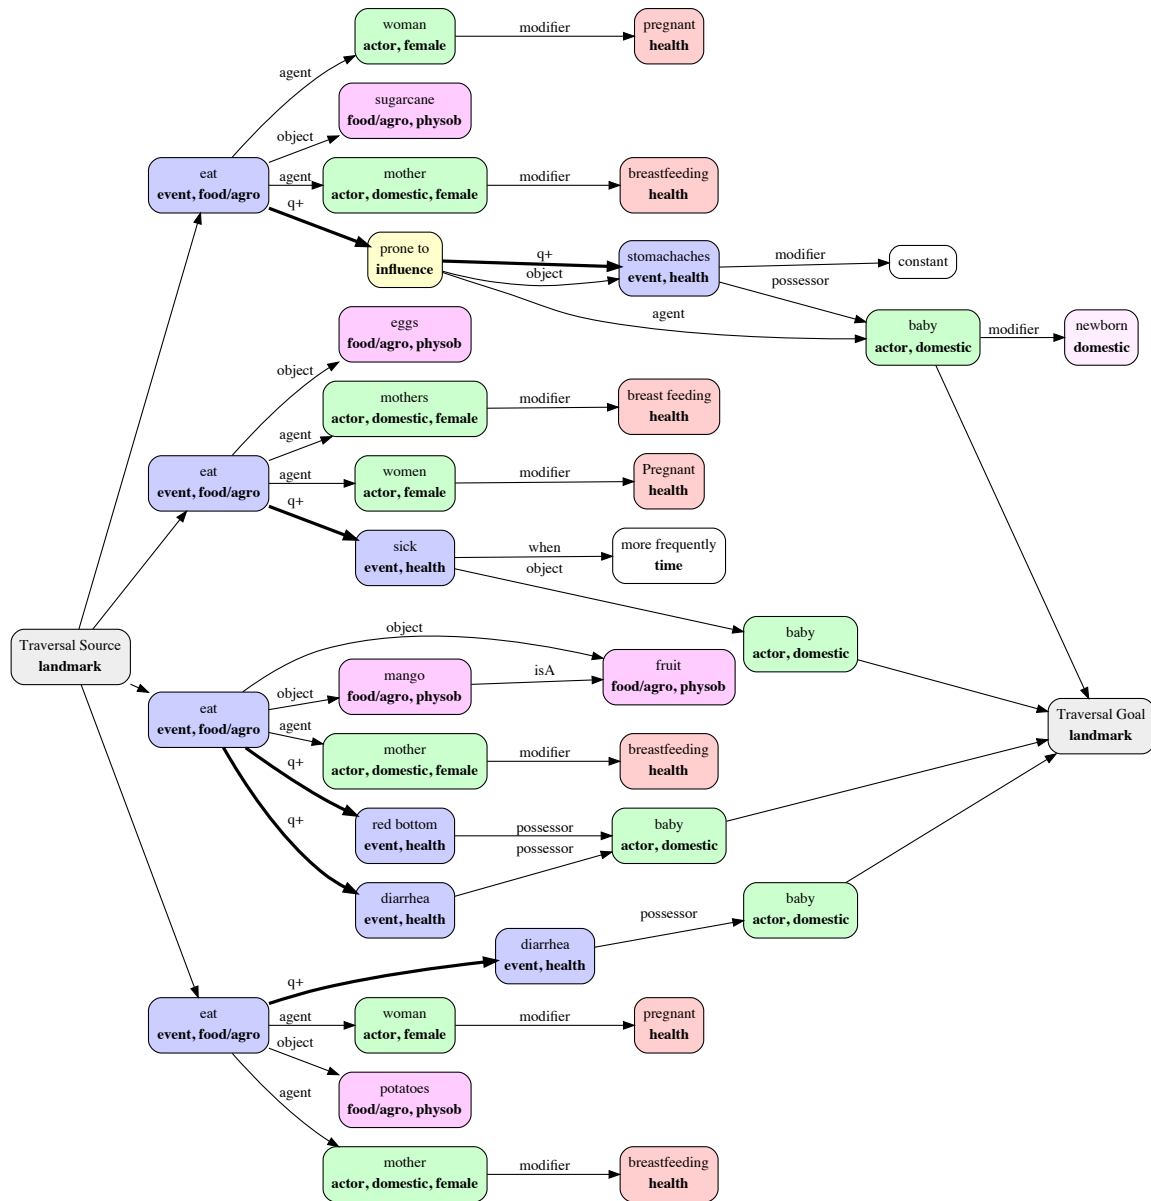 woman
actor, female
modifier
pregnant
health
agent
sugarcane
food/agro, physob
object
eat
event, food/agro
agent
mother
actor, domestic, female
modifier
breastfeeding
health
q+
prone to
influence
q+
object
stomachaches
event, health
modifier
constant
possessor
agent
baby
actor, domestic
modifier
newborn
domestic
eggs
food/agro, physob
object
mothers
actor, domestic, female
modifier
breast feeding
health
agent
eat
event, food/agro
agent
women
actor, female
modifier
Pregnant
health
q+
sick
event, health
when
more frequently
time
object
baby
actor, domestic
Traversal Source
landmark
object
mango
food/agro, physob
isA
fruit
food/agro, physob
object
eat
event, food/agro
agent
mother
actor, domestic, female
modifier
breastfeeding
health
Traversal Goal
landmark
q+
red bottom
event, health
possessor
baby
actor, domestic
q+
possessor
diarrhea
event, health
baby
actor, domestic
possessor
diarrhea
event, health
q+
eat
event, food/agro
agent
woman
actor, female
modifier
pregnant
health
object
potatoes
food/agro, physob
agent
mother
actor, domestic, female
modifier
breastfeeding
health